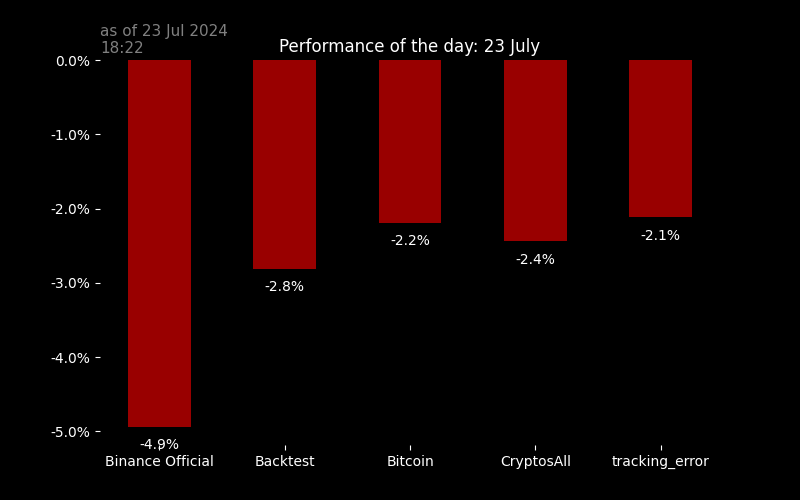 as of 23 Jul 2024
18:22
Performance of the day: 23 July
0.0%
-1.0%
-2.0%
-3.0%
-4.0%
-5.0%
-4.9%
-2.8%
-2.2%
-2.4%
-2.1%
Binance Official
Backtest
Bitcoin
CryptosAll
tracking_error